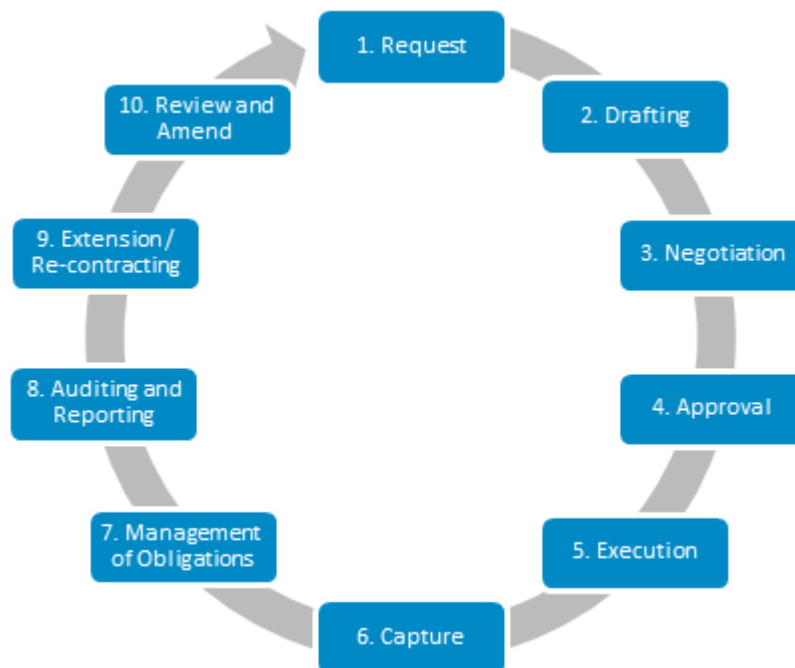 1. Request
2. Drafting
3. Negotiation
4. Approval
5. Execution
6. Capture
7. Management
of Obligations
8. Auditing and
Reporting
9. Extension/
Re-contracting
10. Review and
Amend